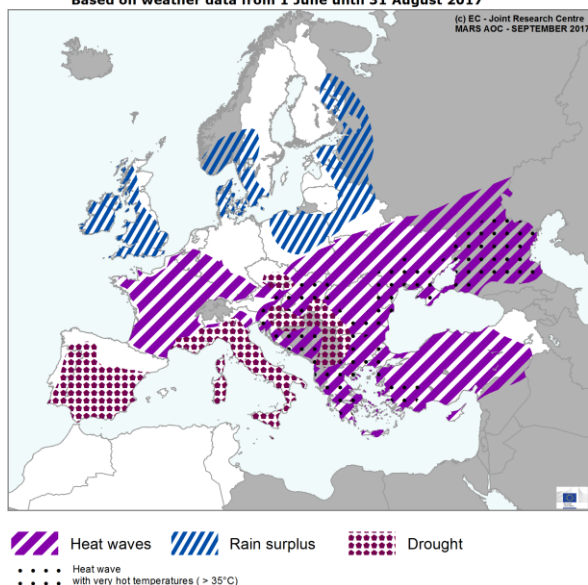 Based on weather data from 1 June until 31 August 2017
(c) EC - Joint Research Centre
MARS AOC - SEPTEMBER 2017
Heat waves
Rain surplus
Drought
Heat wave
with very hot temperatures ( > 35°C)